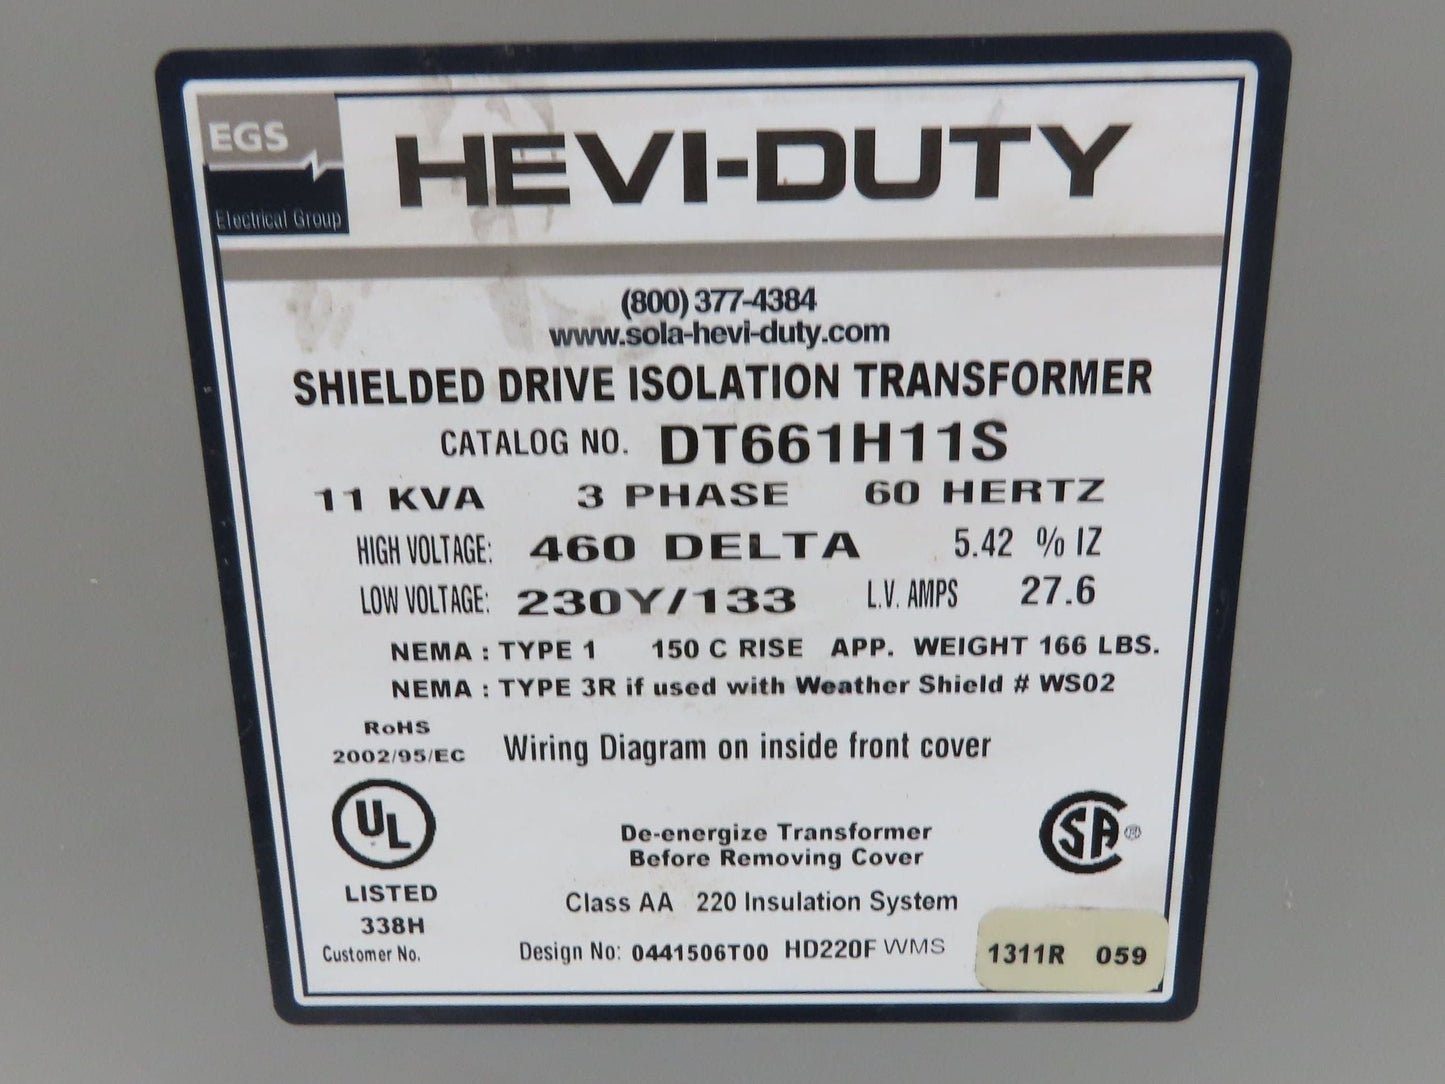 EGS
Electrical Group
HEVI-DUTY
(800) 377-4384
www.sola-hevi-duty.com
SHIELDED DRIVE ISOLATION TRANSFORMER
CATALOG NO. DT661H11S
11 KVA 3 PHASE 60 HERTZ
HIGH VOLTAGE: 460 DELTA 5.42 % IZ
LOW VOLTAGE: 230Y/133 L.V. AMPS 27.6
NEMA : TYPE 1 150 C RISE APP. WEIGHT 166 LBS.
NEMA : TYPE 3R if used with Weather Shield # WS02
RoHS
2002/95/EC
Wiring Diagram on inside front cover
UL
LISTED
338H
De-energize Transformer
Before Removing Cover
SA ®
Class AA 220 Insulation System
Customer No. Design No: 0441506T00 HD220F WMS 1311R 059